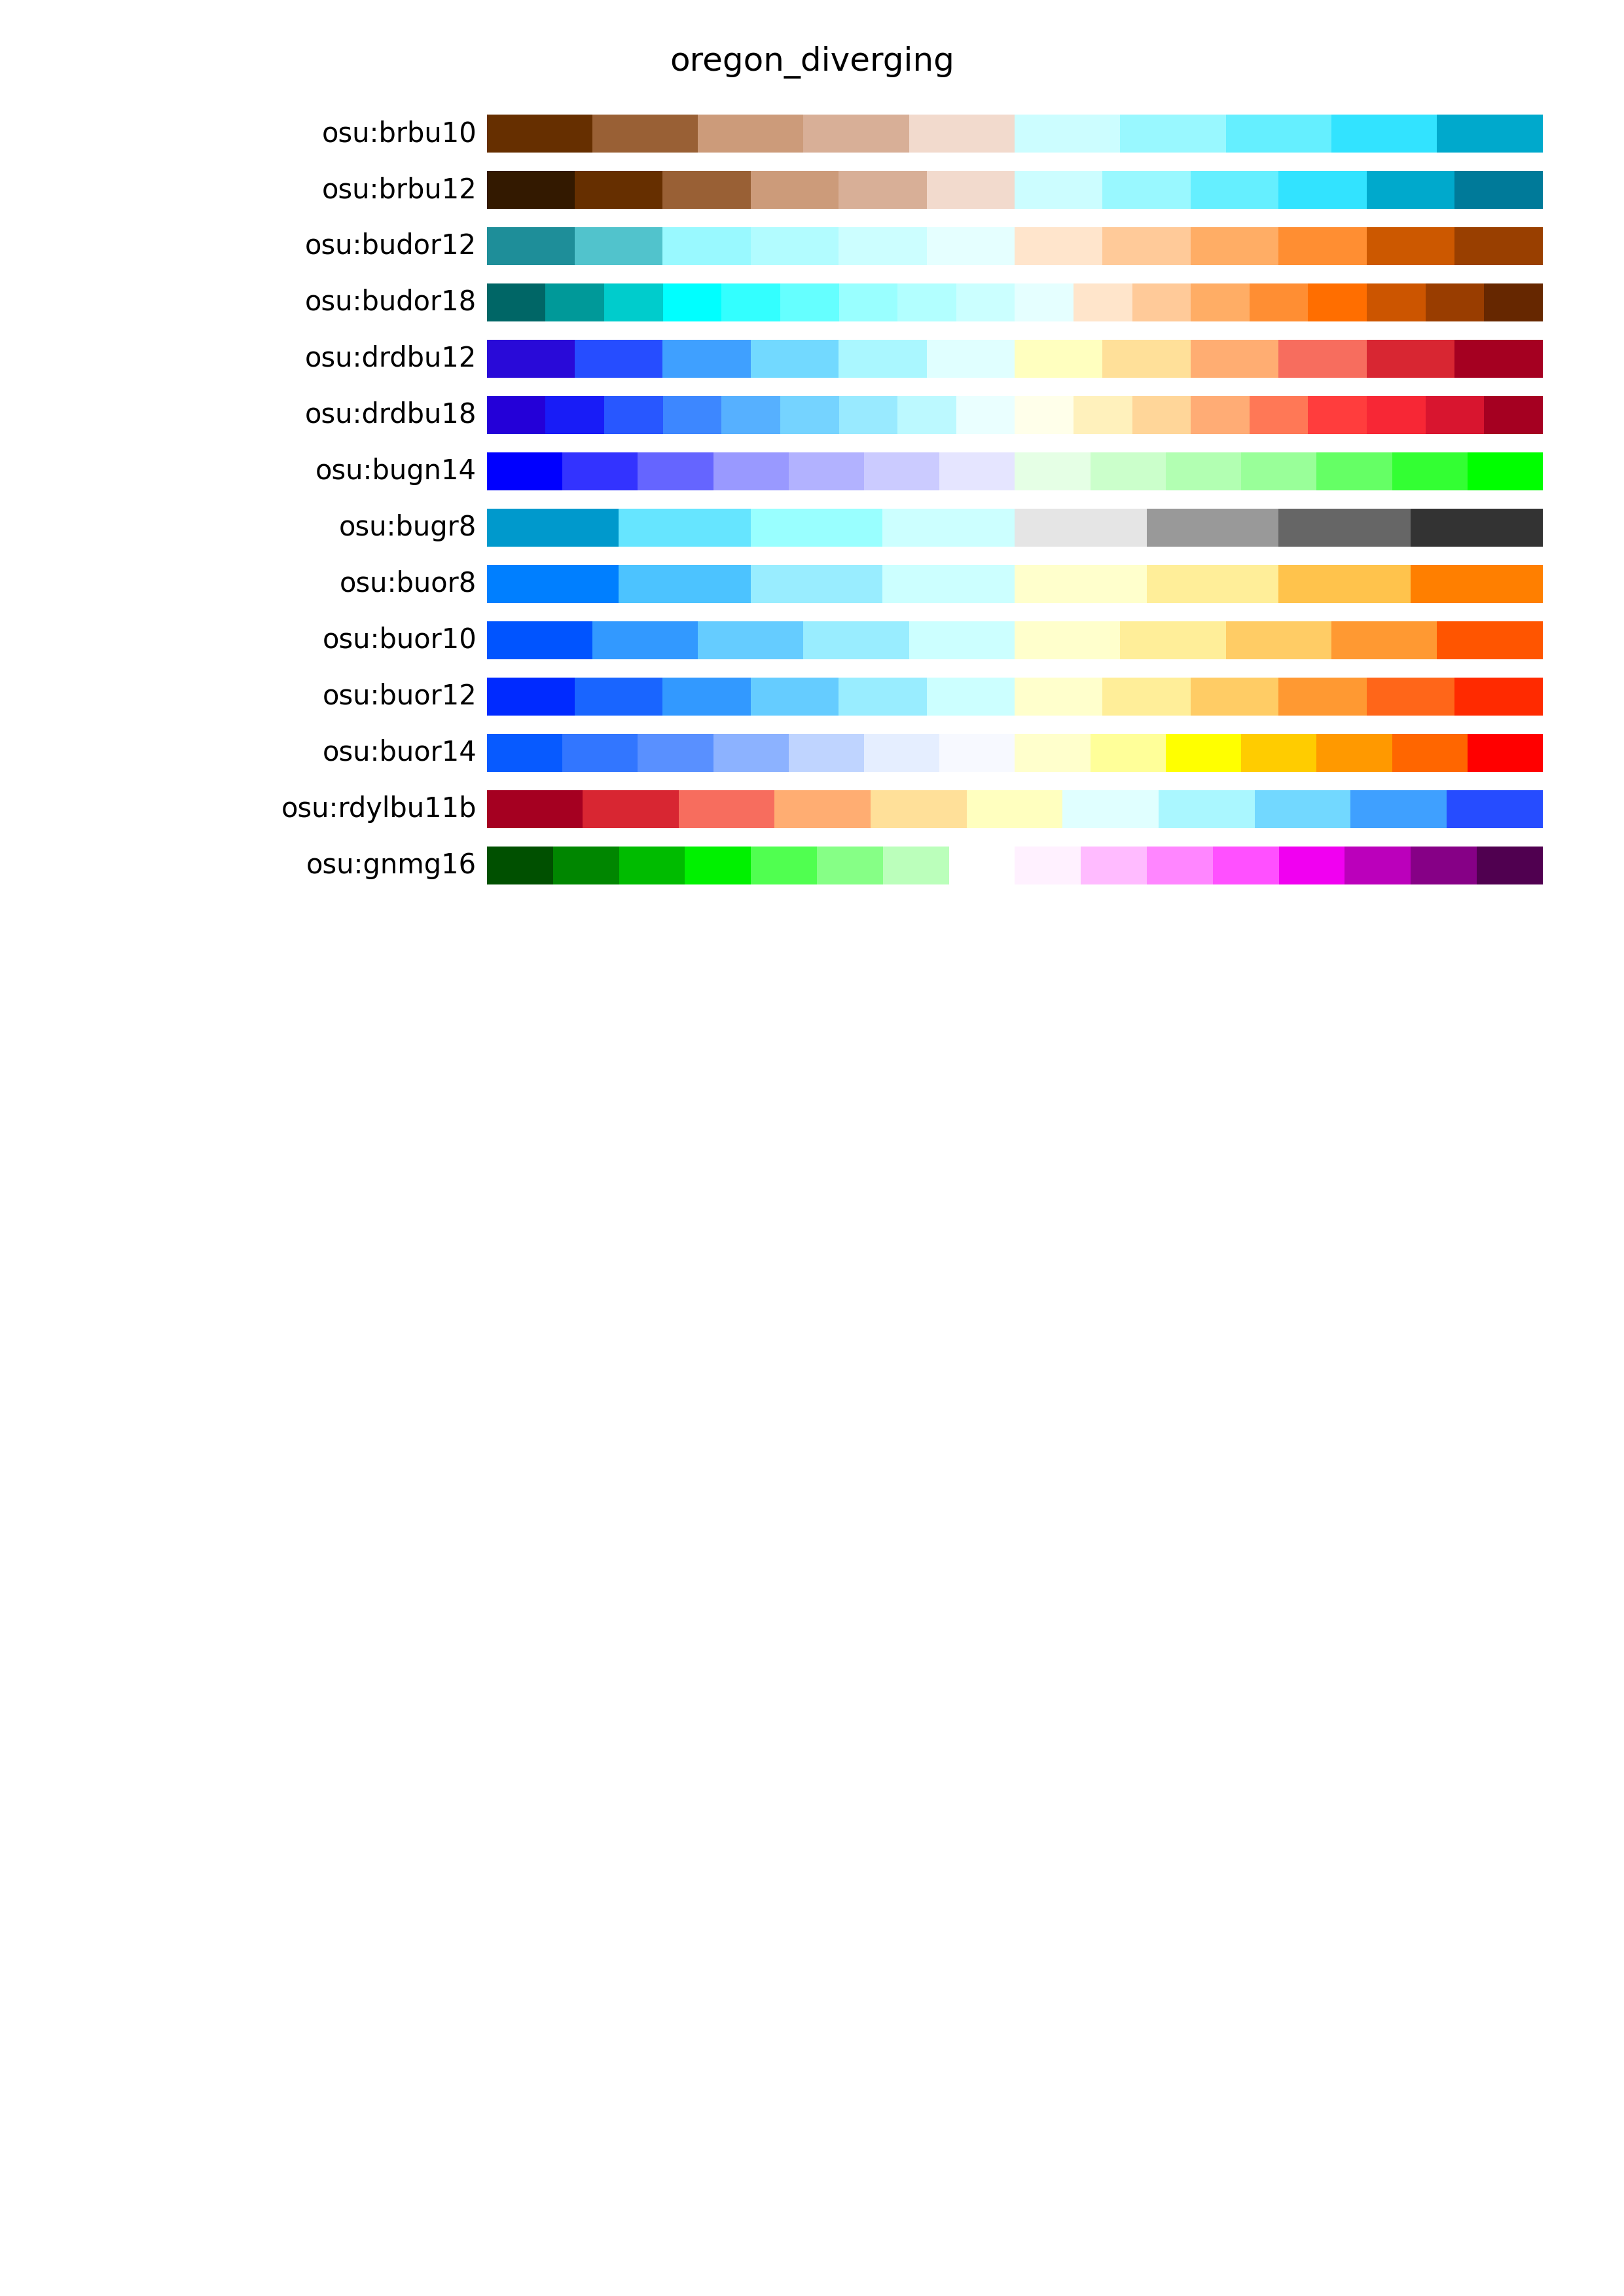 oregon_diverging
osu:brbu10
osu:brbu12
osu:budor12
osu:budor18
osu:drdbu12
osu:drdbu18
osu:bugn14
osu:bugr8
osu:buor8
osu:buor10
osu:buor12
osu:buor14
osu:rdylbu11b
osu:gnmg16